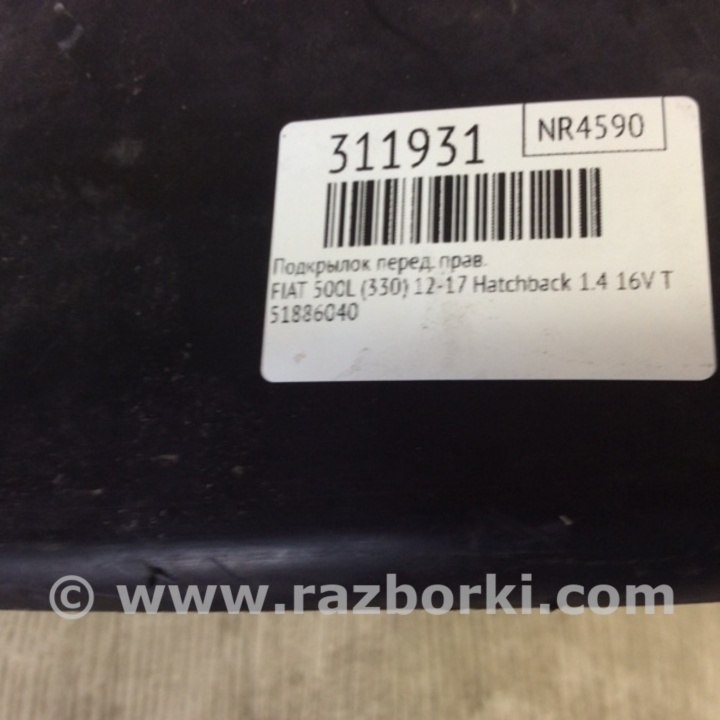 311931
NR4590
Подкрылок перед. прав.
FIAT 500L (330) 12-17 Hatchback 1.4 16V T
51886040
© www.razborki.com